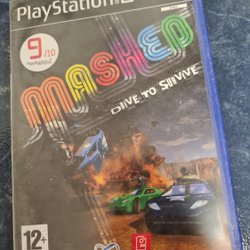 PlayStation 2
9/10
MASHED
DRIVE TO SURVIVE
12+